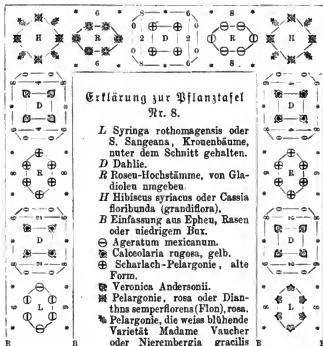 Erklärung zur Pflanztafel
Nr. 8.
L Syringa rothomagensis oder
S. Sangeana, Kronenbäume,
unter dem Schnitt gehalten.
D Dahlie.
R Rosen-Hochstämme, von Gla-
diolen umgeben.
H Hibiscus syriacus oder Cassia
floribunda (grandiflora).
B Einfassung aus Epheu, Rasen
oder niedrigem Bux.
Ageratum mexicanum.
Calceolaria rugosa, gelb.
Scharlach-Pelargonie, alte
Form.
Veronica Andersonii.
Pelargonie, rosa oder Dian-
thus semperflorens (Flon), rosa.
Pelargonie, die weiss blühende
Varietät Madame Vaucher
oder Nierembergia gracilis